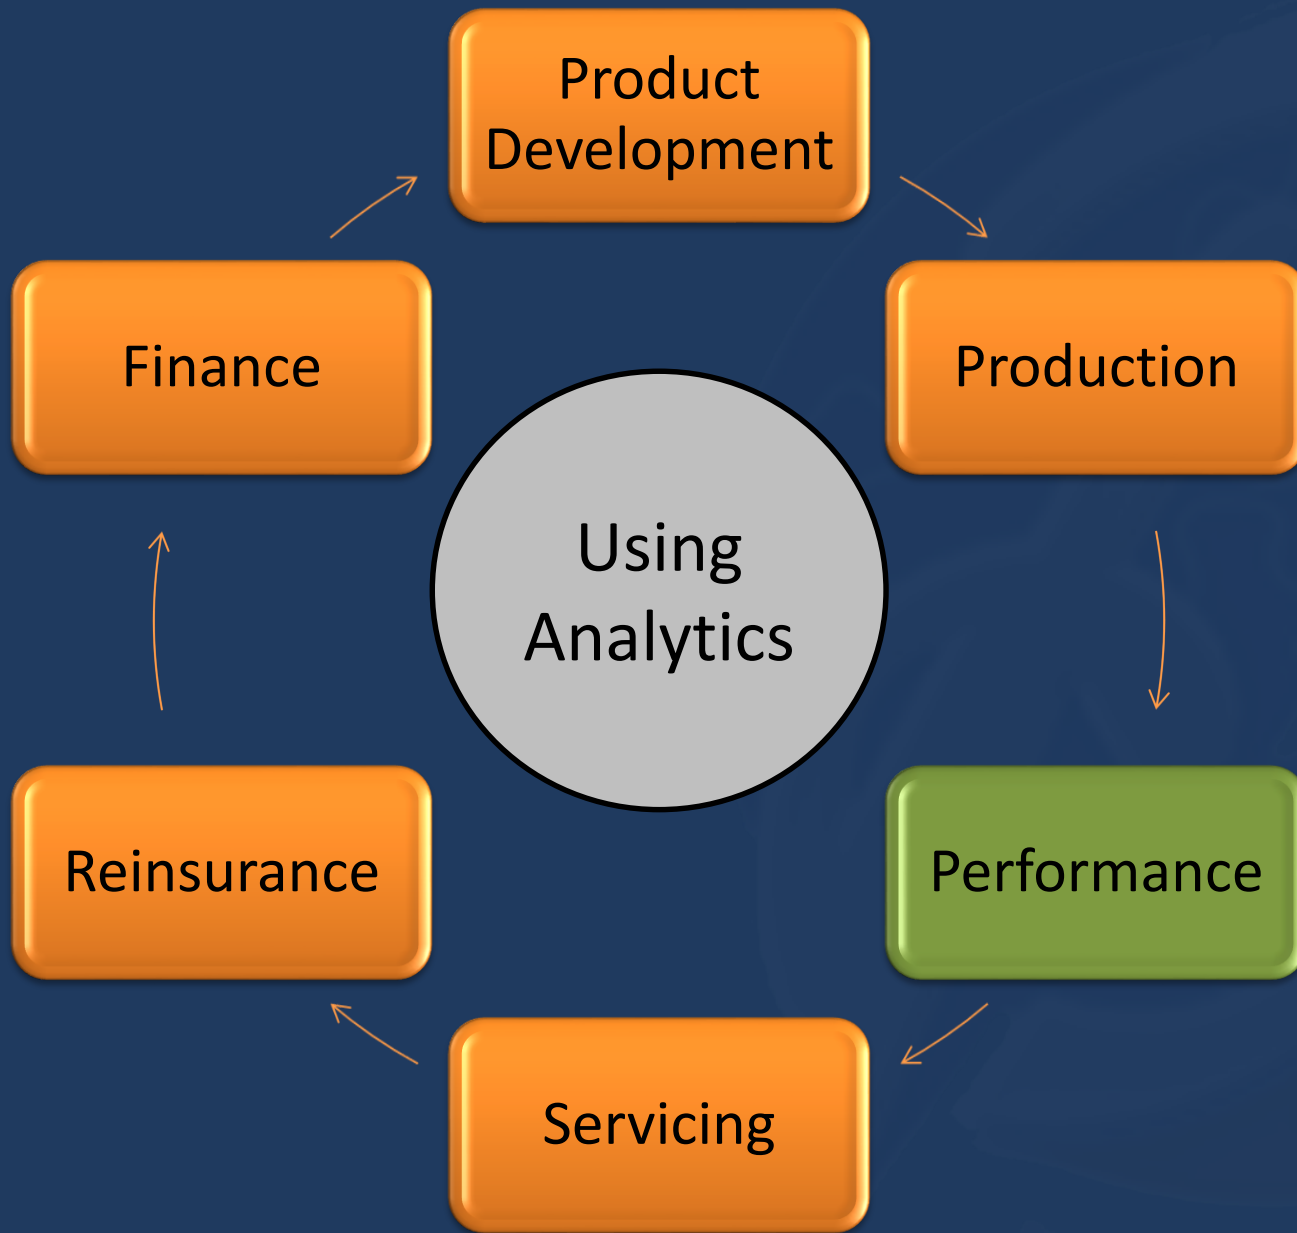 Product
Development
Finance
Production
Using
Analytics
Reinsurance
Performance
Servicing